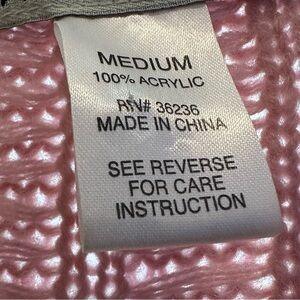 MEDIUM
100% ACRYLIC
RN# 36236
MADE IN CHINA
SEE REVERSE
FOR CARE
INSTRUCTION